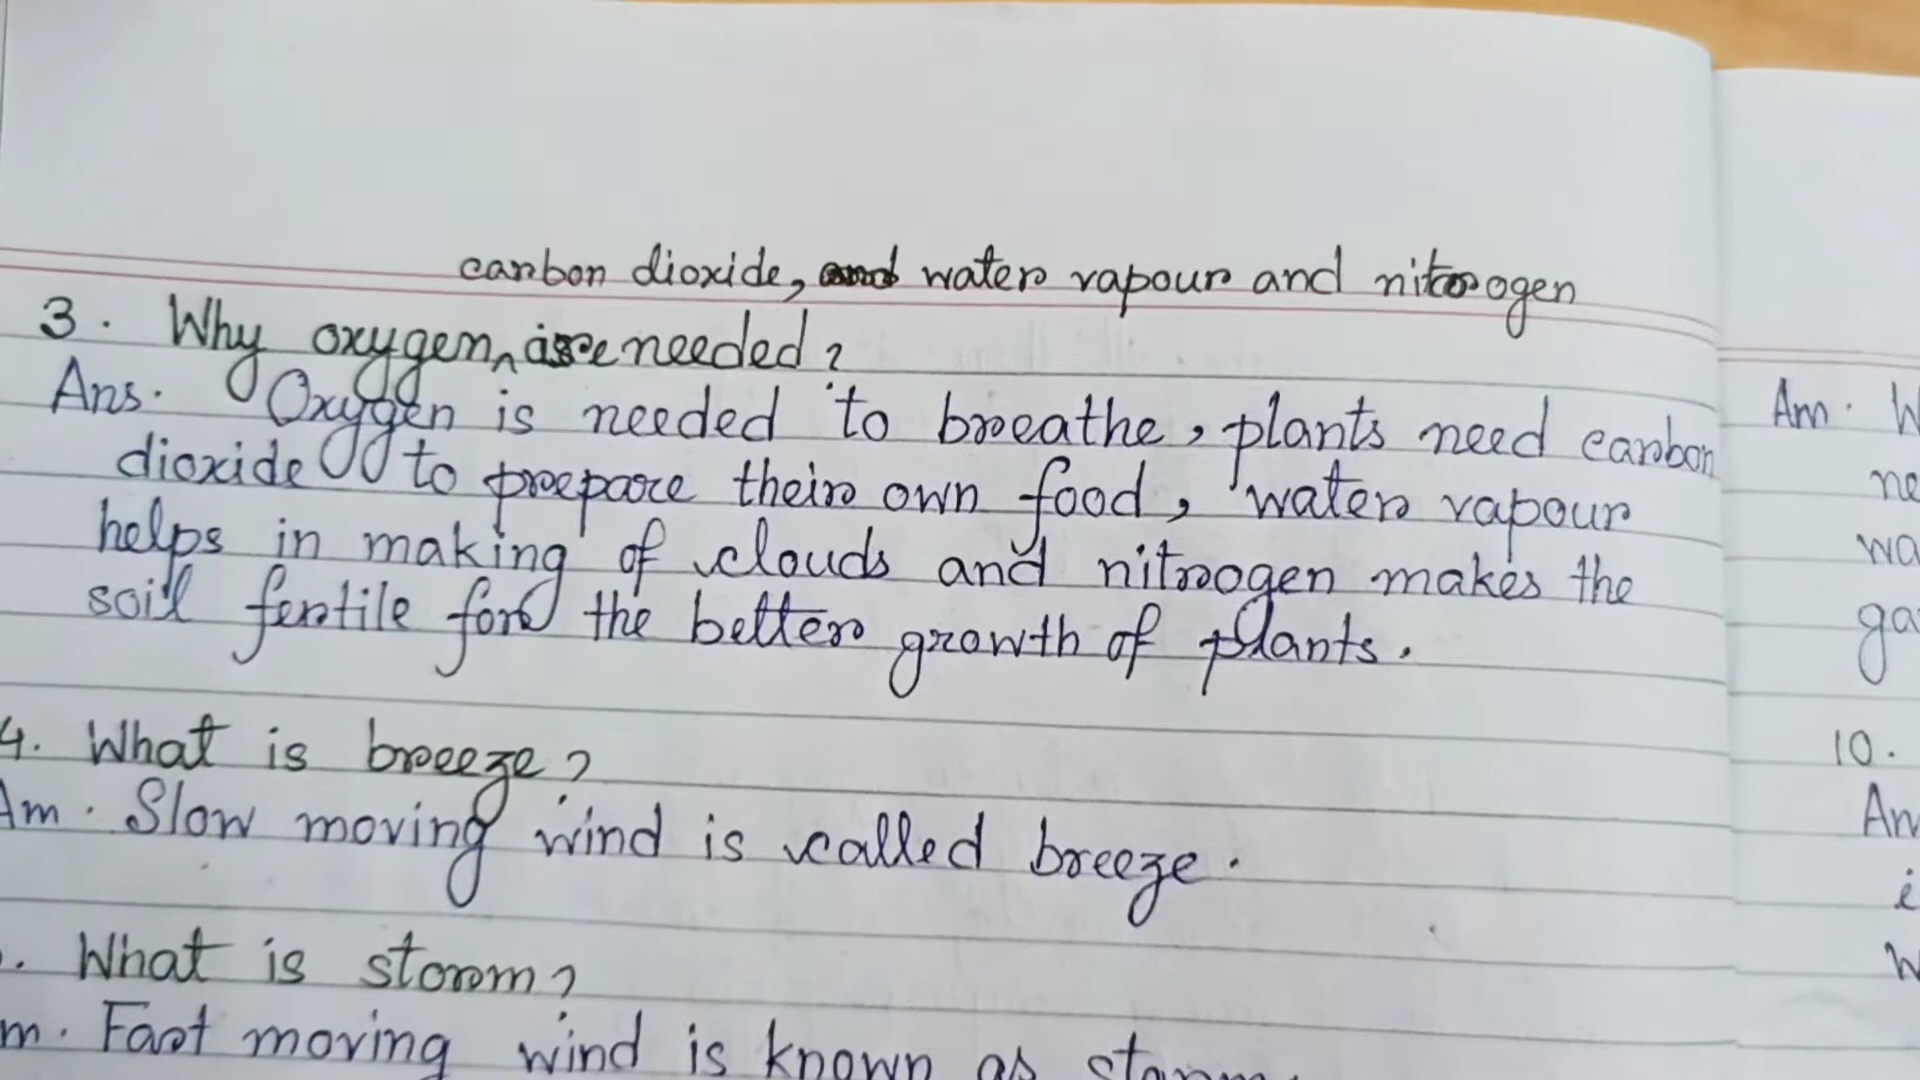 carbon dioxide, and water vapour and nitrogen
3. Why oxygen ^ are needed?
Ans. Oxygen is needed to breathe, plants need carbon
dioxide to prepare their own food, water vapour
helps in making of clouds and nitrogen makes the
soil fertile for the better growth of plants.
4. What is breeze?
Ans. Slow moving wind is called breeze.
. What is storm?
Fast moving wind is known as storm.
Ans. W
ne
wa
ga
10.
An
i
W